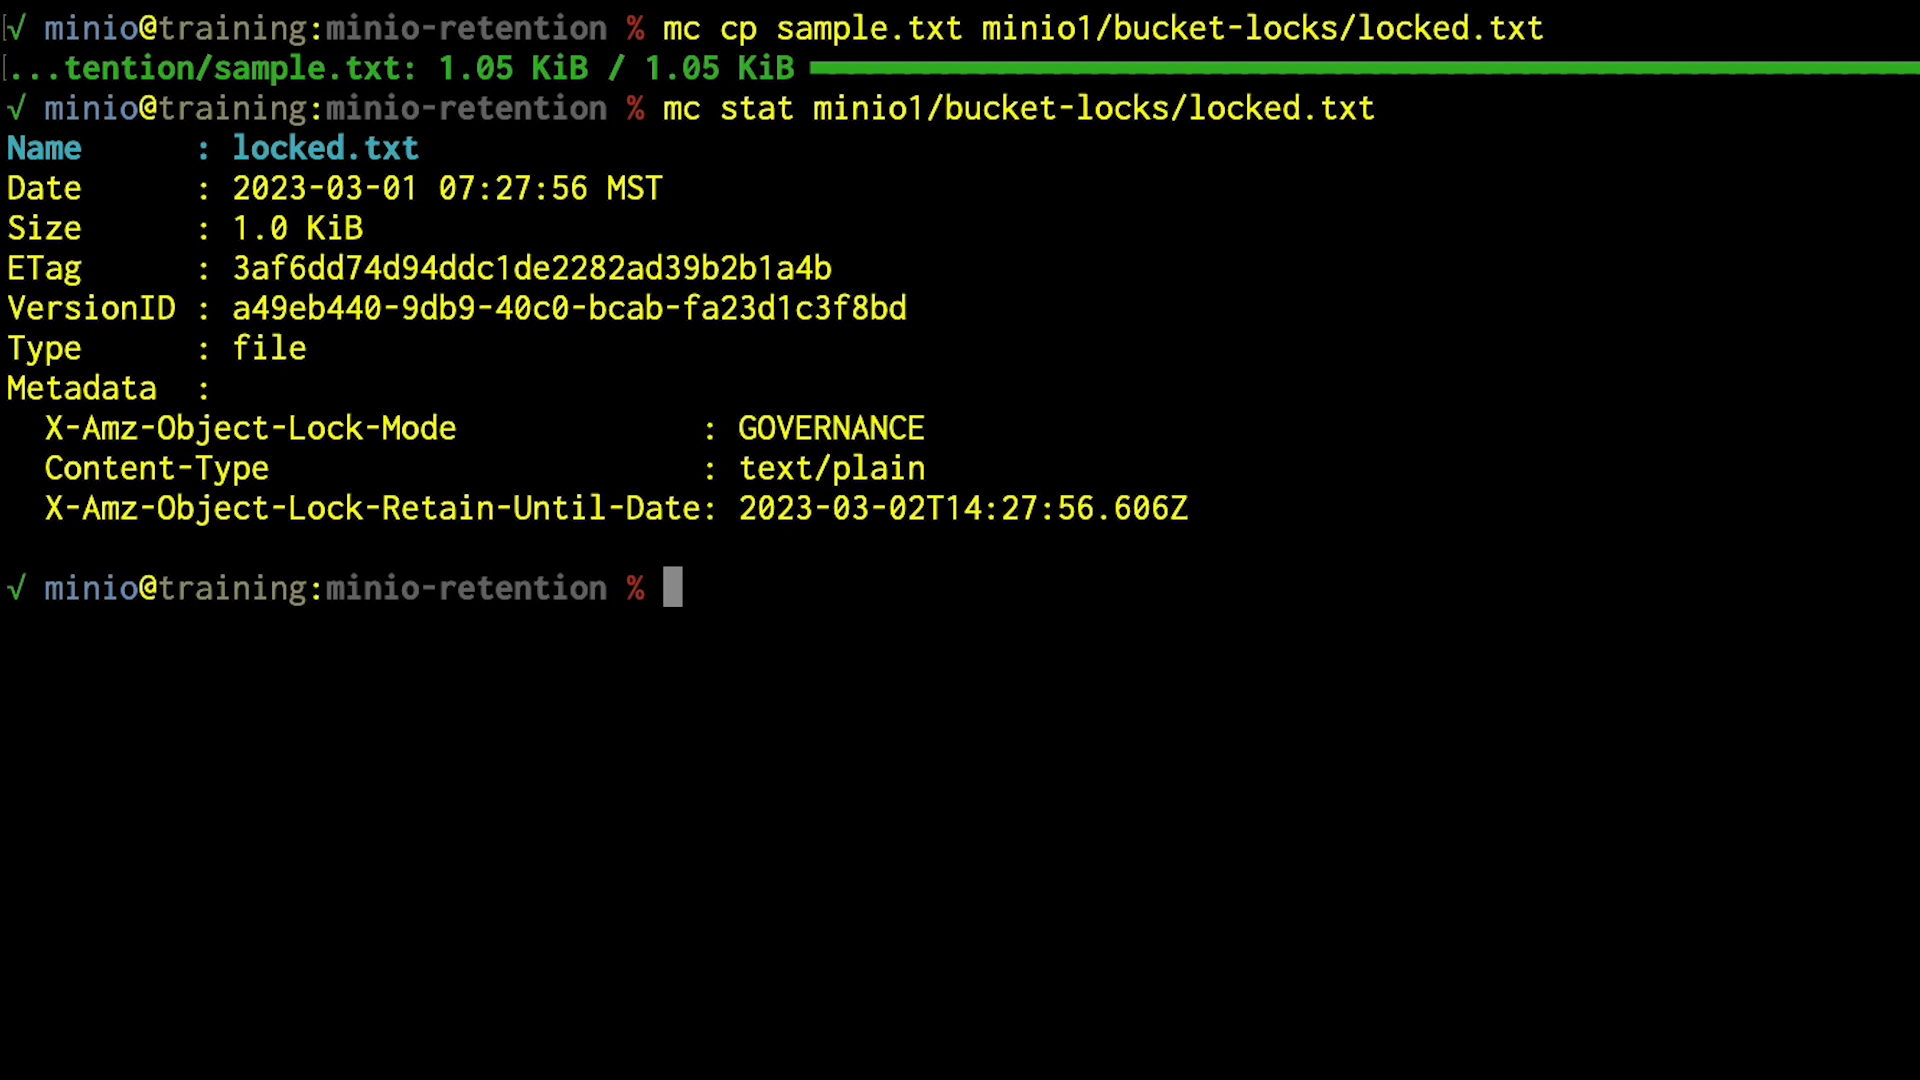 √ minio@training:minio-retention % mc cp sample.txt minio1/bucket-locks/locked.txt
...tention/sample.txt: 1.05 KiB / 1.05 KiB
√ minio@training:minio-retention % mc stat minio1/bucket-locks/locked.txt
Name      : locked.txt
Date      : 2023-03-01 07:27:56 MST
Size      : 1.0 KiB
ETag      : 3af6dd74d94ddc1de2282ad39b2b1a4b
VersionID : a49eb440-9db9-40c0-bcab-fa23d1c3f8bd
Type      : file
Metadata  :
  X-Amz-Object-Lock-Mode             : GOVERNANCE
  Content-Type                       : text/plain
  X-Amz-Object-Lock-Retain-Until-Date: 2023-03-02T14:27:56.606Z
√ minio@training:minio-retention %